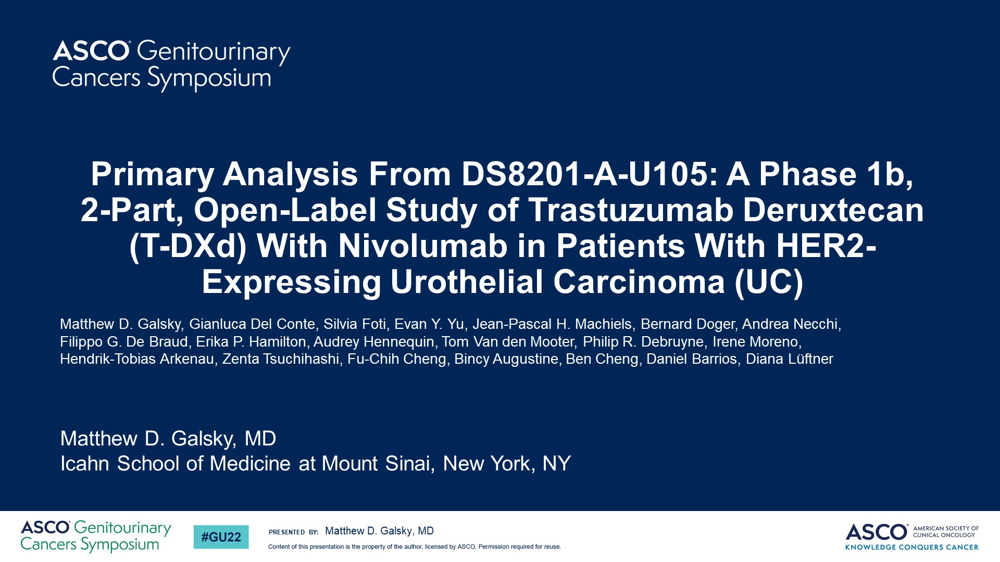 ASCO® Genitourinary
Cancers Symposium
Primary Analysis From DS8201-A-U105: A Phase 1b,
2-Part, Open-Label Study of Trastuzumab Deruxtecan
(T-DXd) With Nivolumab in Patients With HER2-
Expressing Urothelial Carcinoma (UC)
Matthew D. Galsky, Gianluca Del Conte, Silvia Foti, Evan Y. Yu, Jean-Pascal H. Machiels, Bernard Doger, Andrea Necchi,
Filippo G. De Braud, Erika P. Hamilton, Audrey Hennequin, Tom Van den Mooter, Philip R. Debruyne, Irene Moreno,
Hendrik-Tobias Arkenau, Zenta Tsuchihashi, Fu-Chih Cheng, Bincy Augustine, Ben Cheng, Daniel Barrios, Diana Lüftner
Matthew D. Galsky, MD
Icahn School of Medicine at Mount Sinai, New York, NY
ASCO® Genitourinary
Cancers Symposium
#GU22
PRESENTED BY: Matthew D. Galsky, MD
Content of this presentation is the property of the author, licensed by ASCO. Permission required for reuse.
ASCO® AMERICAN SOCIETY OF
CLINICAL ONCOLOGY
KNOWLEDGE CONQUERS CANCER